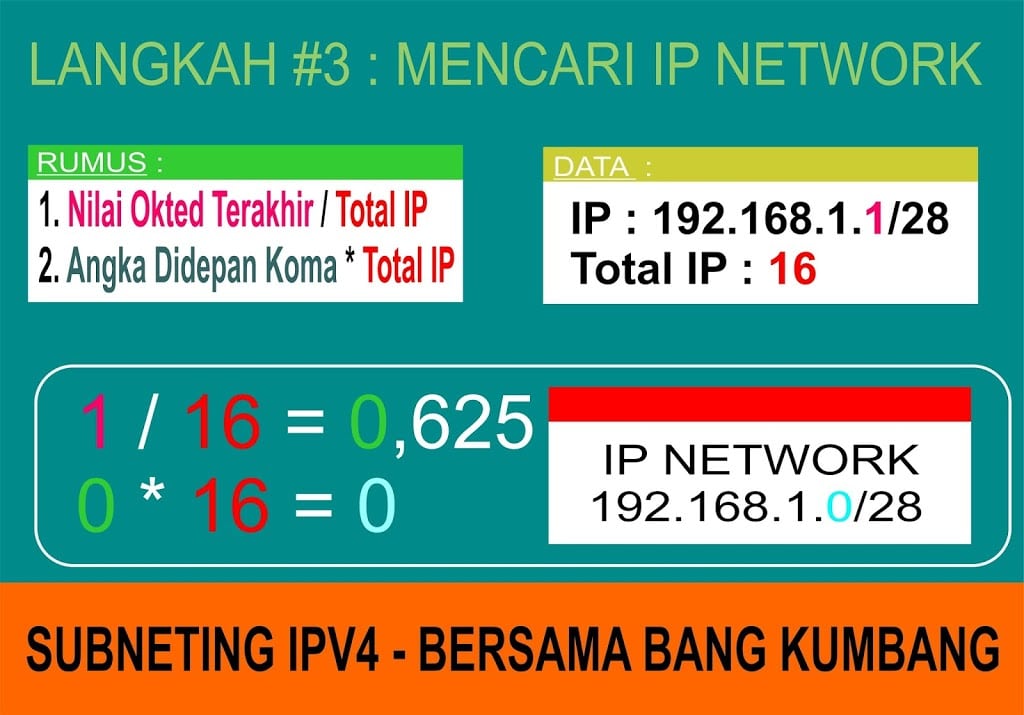 LANGKAH #3 : MENCARI IP NETWORK
RUMUS :
1. Nilai Okted Terakhir / Total IP
2. Angka Didepan Koma * Total IP
DATA :
IP : 192.168.1.1/28
Total IP : 16
1 / 16 = 0,625
0 * 16 = 0
IP NETWORK
192.168.1.0/28
SUBNETING IPV4 - BERSAMA BANG KUMBANG